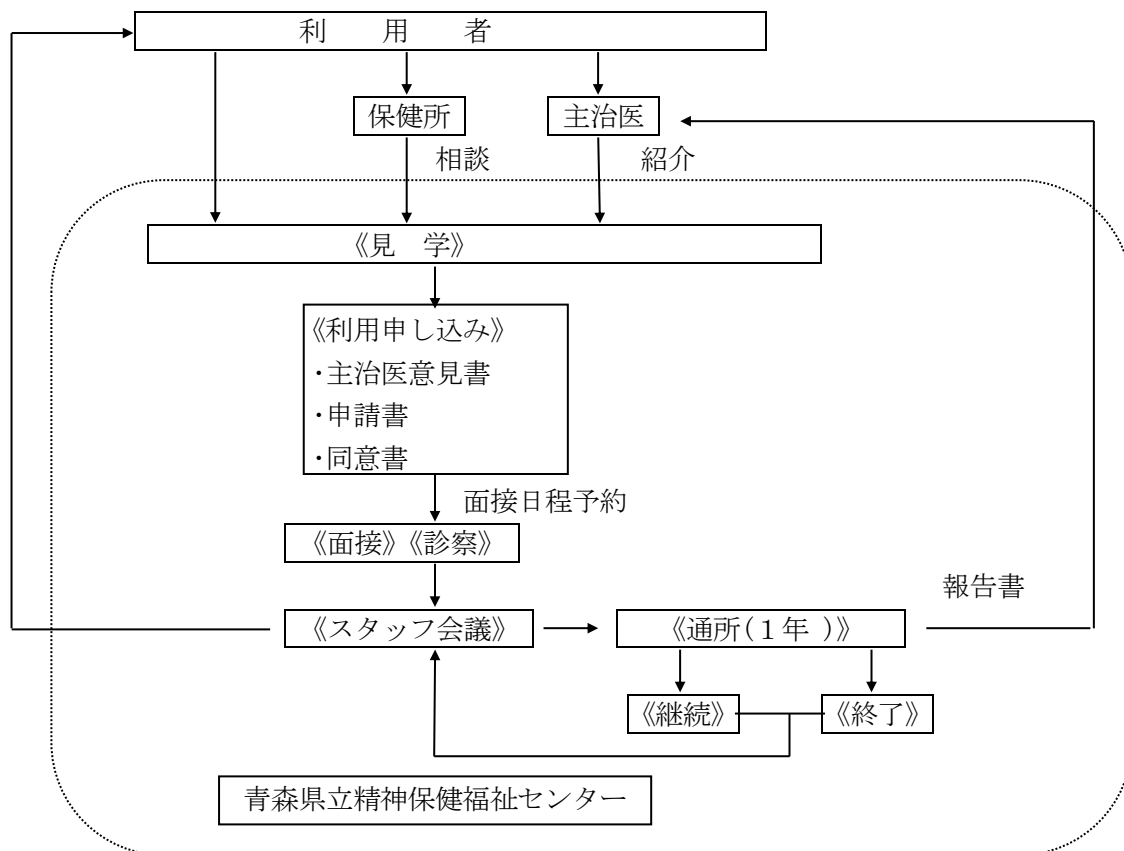 利　用　者
保健所
主治医
相談
紹介
《見　学》
《利用申し込み》
・主治医意見書
・申請書
・同意書
面接日程予約
《面接》《診察》
報告書
《スタッフ会議》
《通所(１年 )》
《継続》
《終了》
青森県立精神保健福祉センター